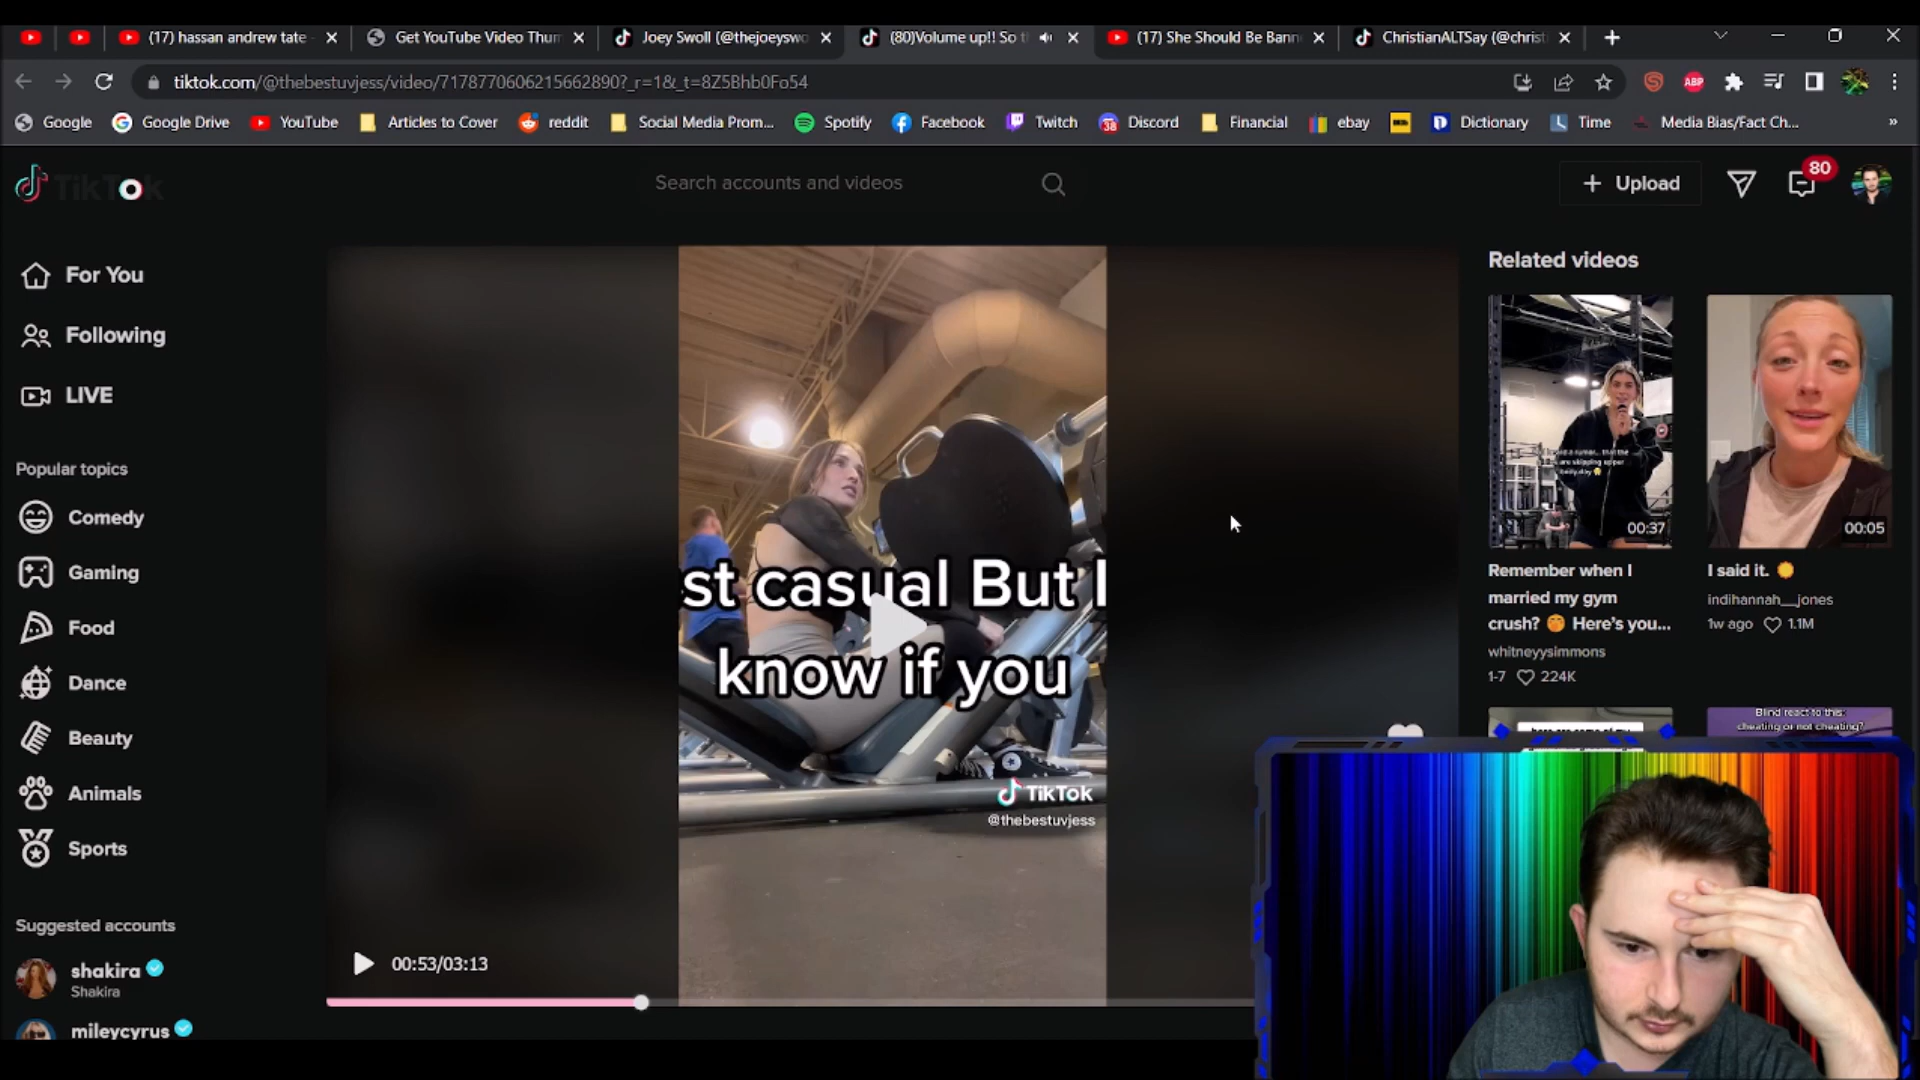 (17) hassan andrew tate -
Get YouTube Video Thum
Joey Swoll (@thejoeyswo
(80)Volume up!! So t
(17) She Should Be Bann
ChristianALTSay (@christi
tiktok.com/@thebestuvjess/video/7178770606215662890?_r=1&_t=8Z5Bhb0Fo54
ABP
Google
Google Drive
YouTube
Articles to Cover
reddit
Social Media Prom...
Spotify
Facebook
Twitch
38
Discord
Financial
ebay
Dictionary
Time
Media Bias/Fact Ch...
»
TikTok
Search accounts and videos
+ Upload
80
For You
Following
LIVE
Popular topics
Comedy
Gaming
Food
Dance
Beauty
Animals
Sports
Suggested accounts
shakira
Shakira
mileycyrus
st casual But I
know if you
TikTok
@thebestuvjess
00:53/03:13
Related videos
00:37
Remember when I
married my gym
crush? Here's you...
whitneyysimmons
1-7 224K
00:05
I said it.
indihannah__jones
1w ago 1.1M
Blind react to this:
cheating or not cheating?